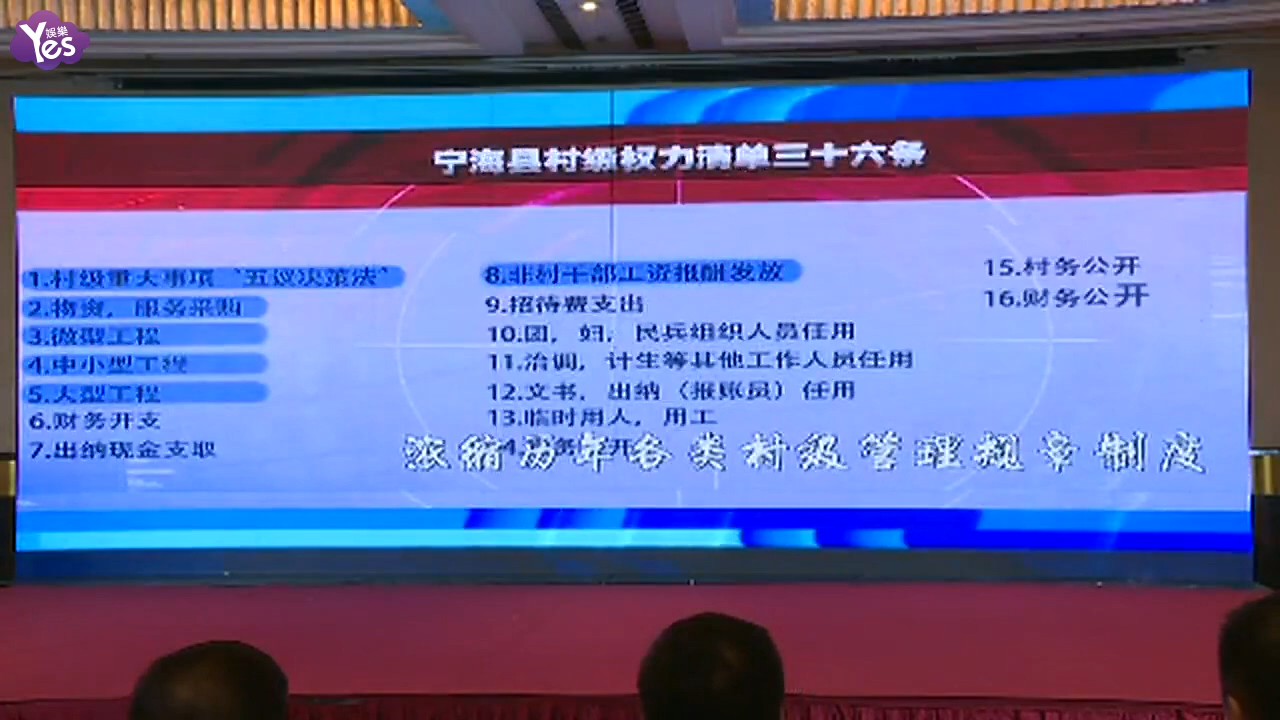 Yes 娱樂
宁海县村级权力清单三十六条
1.村级重大事项“五议决策法”
2.物资，服务采购
3.微型工程
4.中小型工程
5.大型工程
6.财务开支
7.出纳现金支取
8.非村干部工资报酬发放
9.招待费支出
10.团，妇，民兵组织人员任用
11.治调，计生等其他工作人员任用
12.文书，出纳（报账员）任用
13.临时用人，用工
15.村务公开
16.财务公开
浓缩历年各类村级管理规章制度